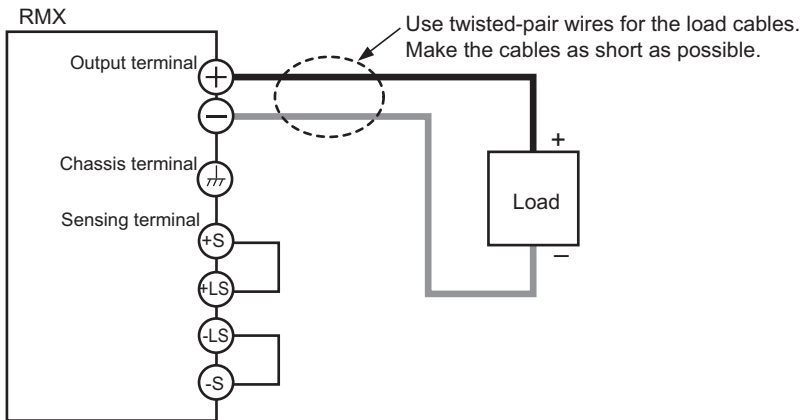 RMX
Use twisted-pair wires for the load cables.
Make the cables as short as possible.
Output terminal
+
−
Chassis terminal
Sensing terminal
+S
+LS
-LS
-S
+
Load
−